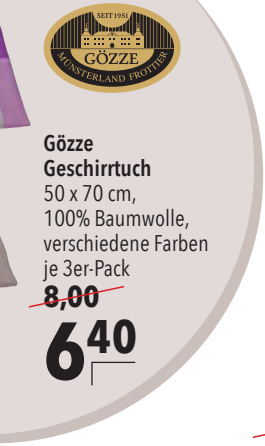 SEIT 1951
GÖZZE
MÜNSTERLAND FROTTIER
Gözze
Geschirrtuch
50 x 70 cm,
100% Baumwolle,
verschiedene Farben
je 3er-Pack
8,00
6 40